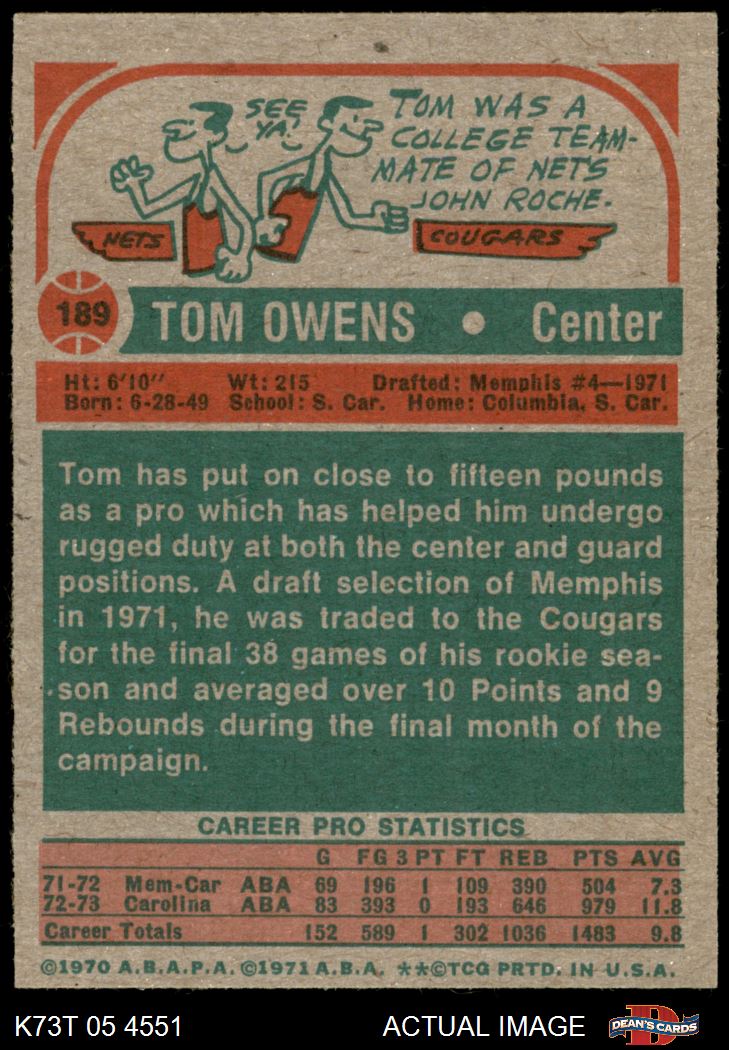 SEE
YA!
TOM WAS A
COLLEGE TEAM-
MATE OF NETS
JOHN ROCHE.
NETS
COUGARS
189 TOM OWENS • Center
Ht: 6'10" Wt: 215 Drafted: Memphis #4—1971
Born: 6-28-49 School: S. Car. Home: Columbia, S. Car.
Tom has put on close to fifteen pounds
as a pro which has helped him undergo
rugged duty at both the center and guard
positions. A draft selection of Memphis
in 1971, he was traded to the Cougars
for the final 38 games of his rookie sea-
son and averaged over 10 Points and 9
Rebounds during the final month of the
campaign.
CAREER PRO STATISTICS
G FG 3 PT FT REB PTS AVG
71-72 Mem-Car ABA 69 196 1 109 390 504 7.3
72-73 Carolina ABA 83 393 0 193 646 979 11.8
Career Totals 152 589 1 302 1036 1483 9.8
©1970 A.B.A.P.A. ©1971 A.B.A. **©TCG PRTD. IN U.S.A.
K73T 05 4551 ACTUAL IMAGE D DEAN'S CARDS